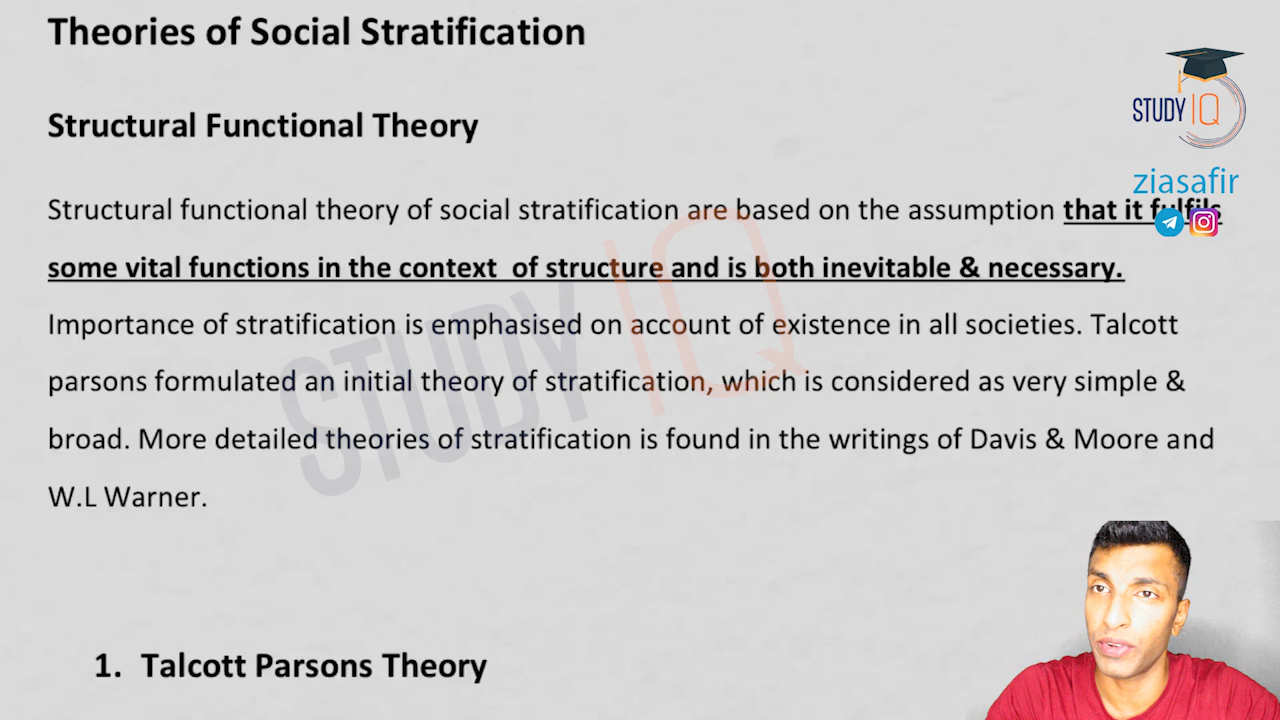 Theories of Social Stratification
Structural Functional Theory
STUDY IQ
ziasafir
Structural functional theory of social stratification are based on the assumption that it fulfils
some vital functions in the context of structure and is both inevitable & necessary.
Importance of stratification is emphasised on account of existence in all societies. Talcott
parsons formulated an initial theory of stratification, which is considered as very simple &
broad. More detailed theories of stratification is found in the writings of Davis & Moore and
W.L Warner.
STUDY IQ
1. Talcott Parsons Theory